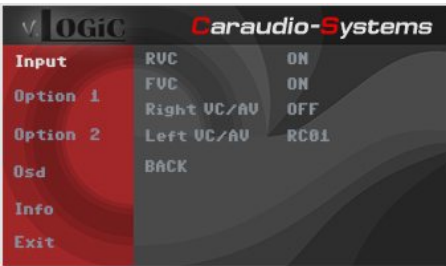 v.LOGiC Caraudio-Systems
Input RVC ON
FVC ON
Option 1 Right VC/AV OFF
Option 2 Left VC/AV RC01
Osd BACK
Info
Exit